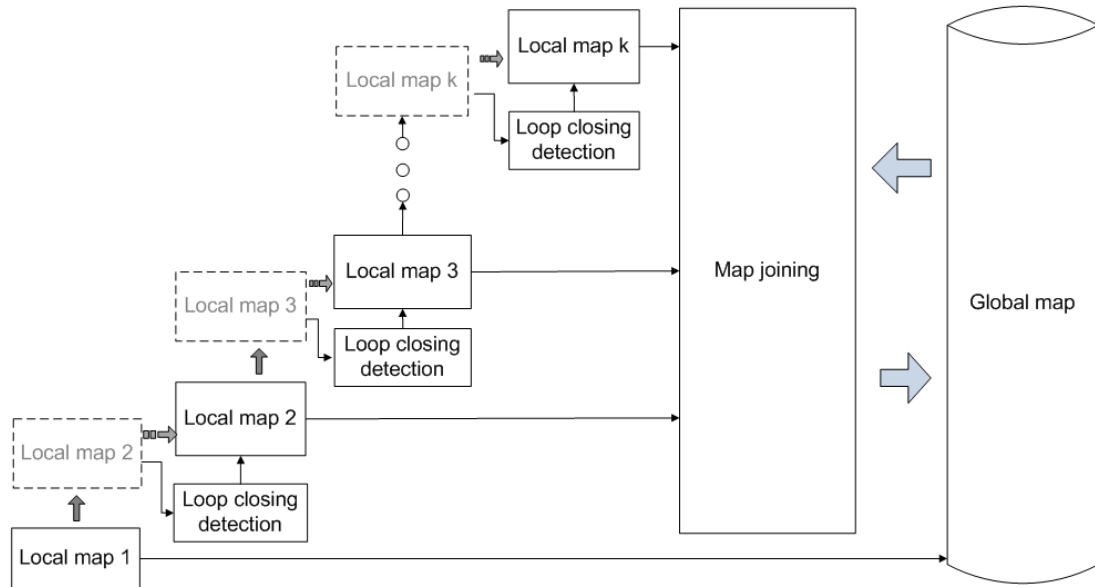 Local map k
Local map k
Loop closing
detection
Local map 3
Map joining
Local map 3
Global map
Loop closing
detection
Local map 2
Local map 2
Loop closing
detection
Local map 1